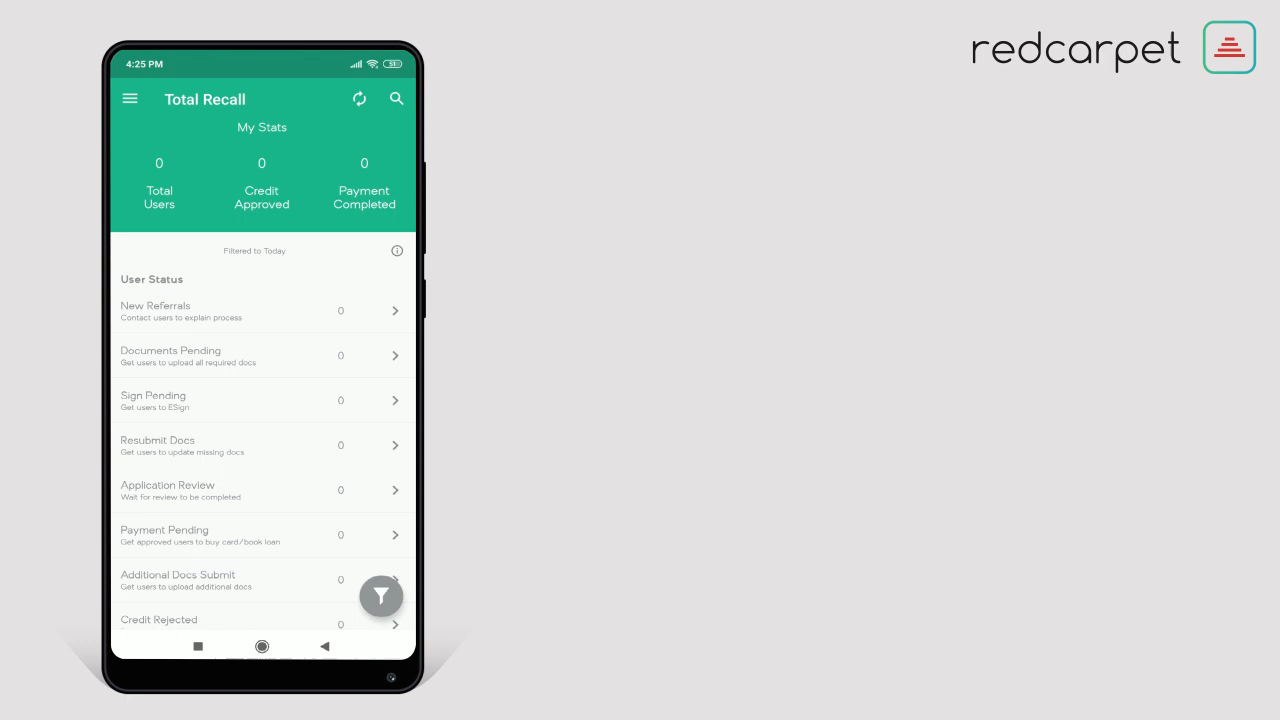 redcarpet
4:25 PM
51
Total Recall
My Stats
0 0 0
Total Users
Credit Approved
Payment Completed
Filtered to Today
User Status
New Referrals 0
Contact users to explain process
Documents Pending 0
Get users to upload all required docs
Sign Pending 0
Get users to ESign
Resubmit Docs 0
Get users to update missing docs
Application Review 0
Wait for review to be completed
Payment Pending 0
Get approved users to buy card/book loan
Additional Docs Submit 0
Get users to upload additional docs
Credit Rejected 0